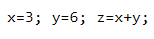 x=3; y=6; z=x+y;